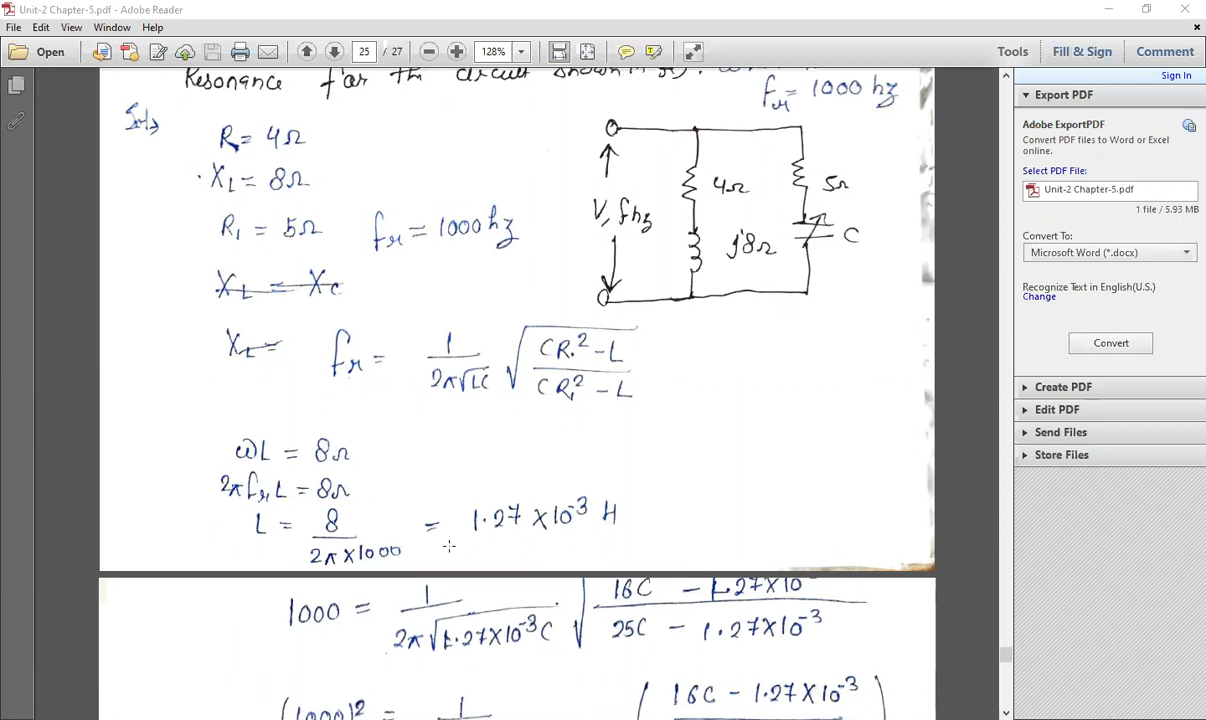 Unit-2 Chapter-5.pdf - Adobe Reader
File Edit View Window Help
Open 25 / 27 128% Tools Fill & Sign Comment
Sign In
Export PDF
Adobe ExportPDF
Convert PDF files to Word or Excel online.
Select PDF File:
Unit-2 Chapter-5.pdf
1 file / 5.93 MB
Convert To:
Microsoft Word (*.docx)
Recognize Text in English(U.S.)
Change
Convert
Create PDF
Edit PDF
Send Files
Store Files
Resonance for the circuit shown in
fr = 1000 hz
Soln
R = 4Ω
XL = 8Ω
R1 = 5Ω fr = 1000 hz
XL = XC
XL =
fr = 1/2π√LC √(CR²-L / CR1² - L)
V, f hz
4Ω
5Ω
j8Ω
C
ωL = 8Ω
2πfr L = 8Ω
L = 8 / 2π×1000 = 1.27 × 10-3 H
1000 = 1 / 2π√1.27×10-3C √(16C - 1.27×10 / 25C - 1.27×10-3)
(1000)2 = 1 (16C - 1.27×10-3)